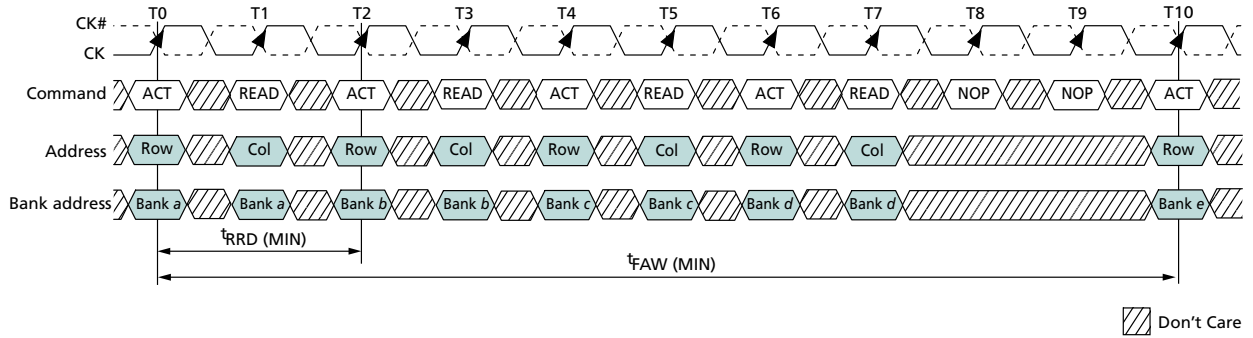 T0 T1 T2 T3 T4 T5 T6 T7 T8 T9 T10
CK#
CK
Command ACT READ ACT READ ACT READ ACT READ NOP NOP ACT
Address Row Col Row Col Row Col Row Col Row
Bank address Bank a Bank a Bank b Bank b Bank c Bank c Bank d Bank d Bank e
tRRD (MIN)
tFAW (MIN)
Don't Care